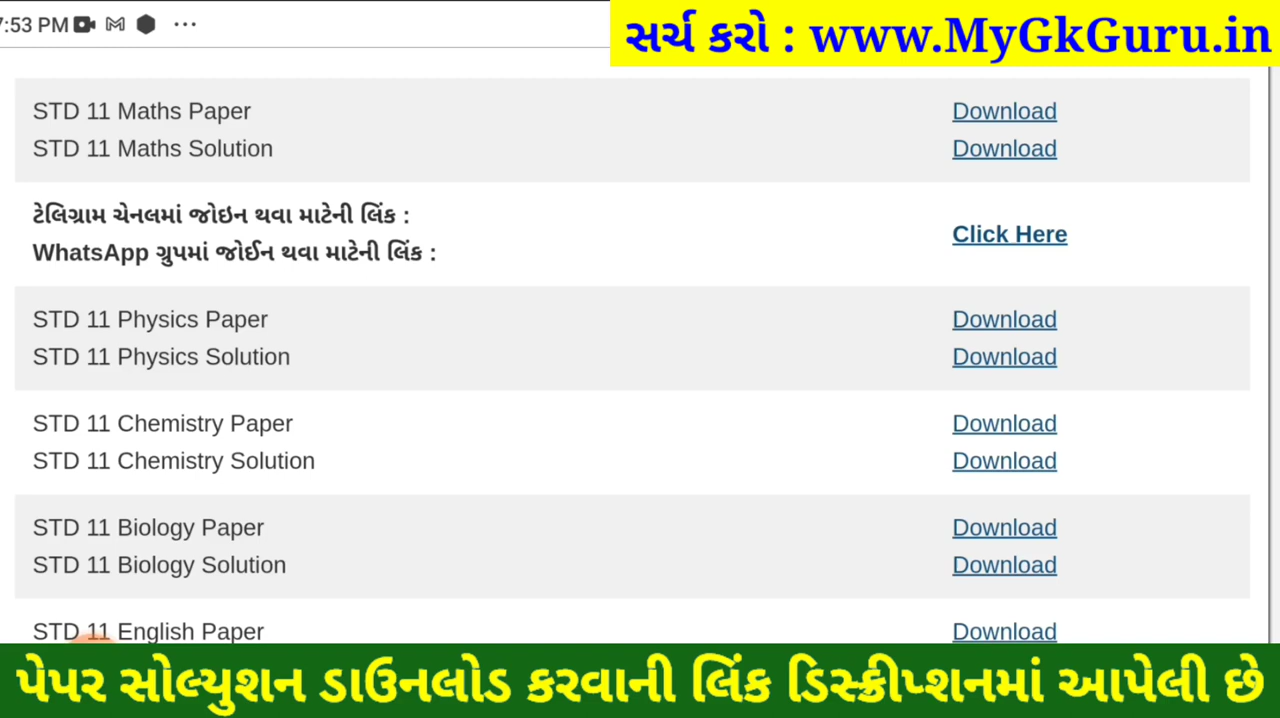 7:53 PM
સર્ચ કરો : www.MyGkGuru.in
STD 11 Maths Paper Download
STD 11 Maths Solution Download
ટેલિગ્રામ ચેનલમાં જોઇન થવા માટેની લિંક :
WhatsApp ગ્રુપમાં જોઈન થવા માટેની લિંક :
Click Here
STD 11 Physics Paper Download
STD 11 Physics Solution Download
STD 11 Chemistry Paper Download
STD 11 Chemistry Solution Download
STD 11 Biology Paper Download
STD 11 Biology Solution Download
STD 11 English Paper Download
પેપર સોલ્યુશન ડાઉનલોડ કરવાની લિંક ડિસ્ક્રીપ્શનમાં આપેલી છે